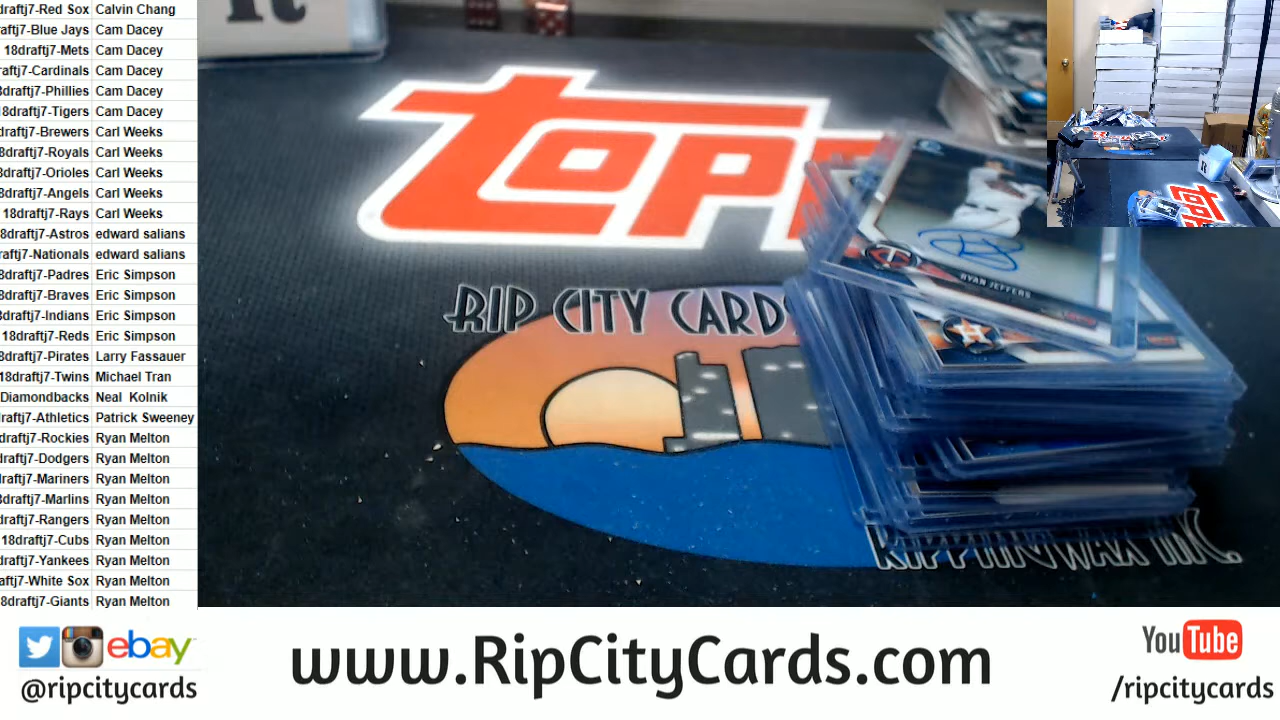 draftj7-Red Sox Calvin Chang
aftj7-Blue Jays Cam Dacey
18draftj7-Mets Cam Dacey
raftj7-Cardinals Cam Dacey
8draftj7-Phillies Cam Dacey
18draftj7-Tigers Cam Dacey
draftj7-Brewers Carl Weeks
8draftj7-Royals Carl Weeks
8draftj7-Orioles Carl Weeks
8draftj7-Angels Carl Weeks
18draftj7-Rays Carl Weeks
8draftj7-Astros edward salians
raftj7-Nationals edward salians
8draftj7-Padres Eric Simpson
8draftj7-Braves Eric Simpson
8draftj7-Indians Eric Simpson
18draftj7-Reds Eric Simpson
8draftj7-Pirates Larry Fassauer
18draftj7-Twins Michael Tran
Diamondbacks Neal Kolnik
raftj7-Athletics Patrick Sweeney
draftj7-Rockies Ryan Melton
draftj7-Dodgers Ryan Melton
draftj7-Mariners Ryan Melton
8draftj7-Marlins Ryan Melton
draftj7-Rangers Ryan Melton
18draftj7-Cubs Ryan Melton
draftj7-Yankees Ryan Melton
aftj7-White Sox Ryan Melton
8draftj7-Giants Ryan Melton
topp
RIP CITY CARDS
RYAN JEFFERS
RIPPINWAX INC.
ebay
@ripcitycards
www.RipCityCards.com
YouTube
/ripcitycards